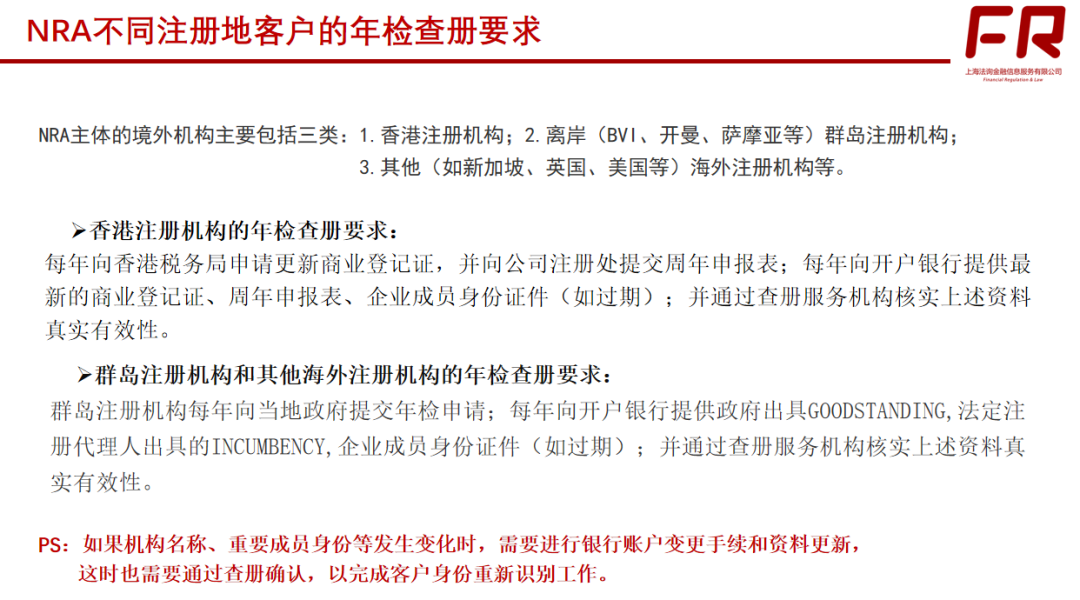 NRA不同注册地客户的年检查册要求
FR
上海法询金融信息服务有限公司
Financial Regulation & Law
NRA主体的境外机构主要包括三类：1.香港注册机构；2.离岸（BVI、开曼、萨摩亚等）群岛注册机构；
3.其他（如新加坡、英国、美国等）海外注册机构等。
➢香港注册机构的年检查册要求：
每年向香港税务局申请更新商业登记证，并向公司注册处提交周年申报表；每年向开户银行提供最
新的商业登记证、周年申报表、企业成员身份证件（如过期）；并通过查册服务机构核实上述资料
真实有效性。
➢群岛注册机构和其他海外注册机构的年检查册要求：
群岛注册机构每年向当地政府提交年检申请；每年向开户银行提供政府出具GOODSTANDING,法定注
册代理人出具的INCUMBENCY,企业成员身份证件（如过期）；并通过查册服务机构核实上述资料真
实有效性。
PS：如果机构名称、重要成员身份等发生变化时，需要进行银行账户变更手续和资料更新，
这时也需要通过查册确认，以完成客户身份重新识别工作。